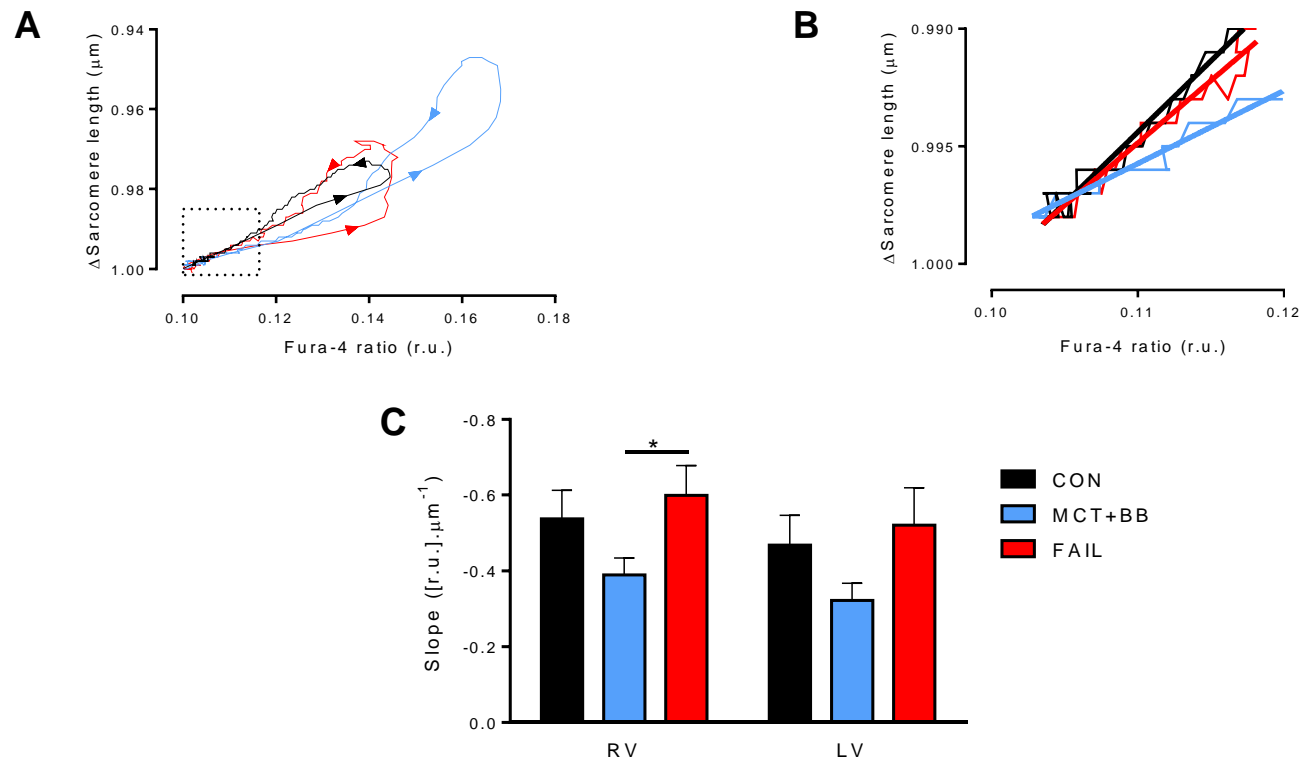 A
ΔSarcomere length (μm)
0.94
0.96
0.98
1.00
0.10 0.12 0.14 0.16 0.18
Fura-4 ratio (r.u.)
B
ΔSarcomere length (μm)
0.990
0.995
1.000
0.10 0.11 0.12
Fura-4 ratio (r.u.)
C
Slope ([r.u.].μm⁻¹)
-0.8
-0.6
-0.4
-0.2
0.0
*
RV LV
CON
MCT+BB
FAIL